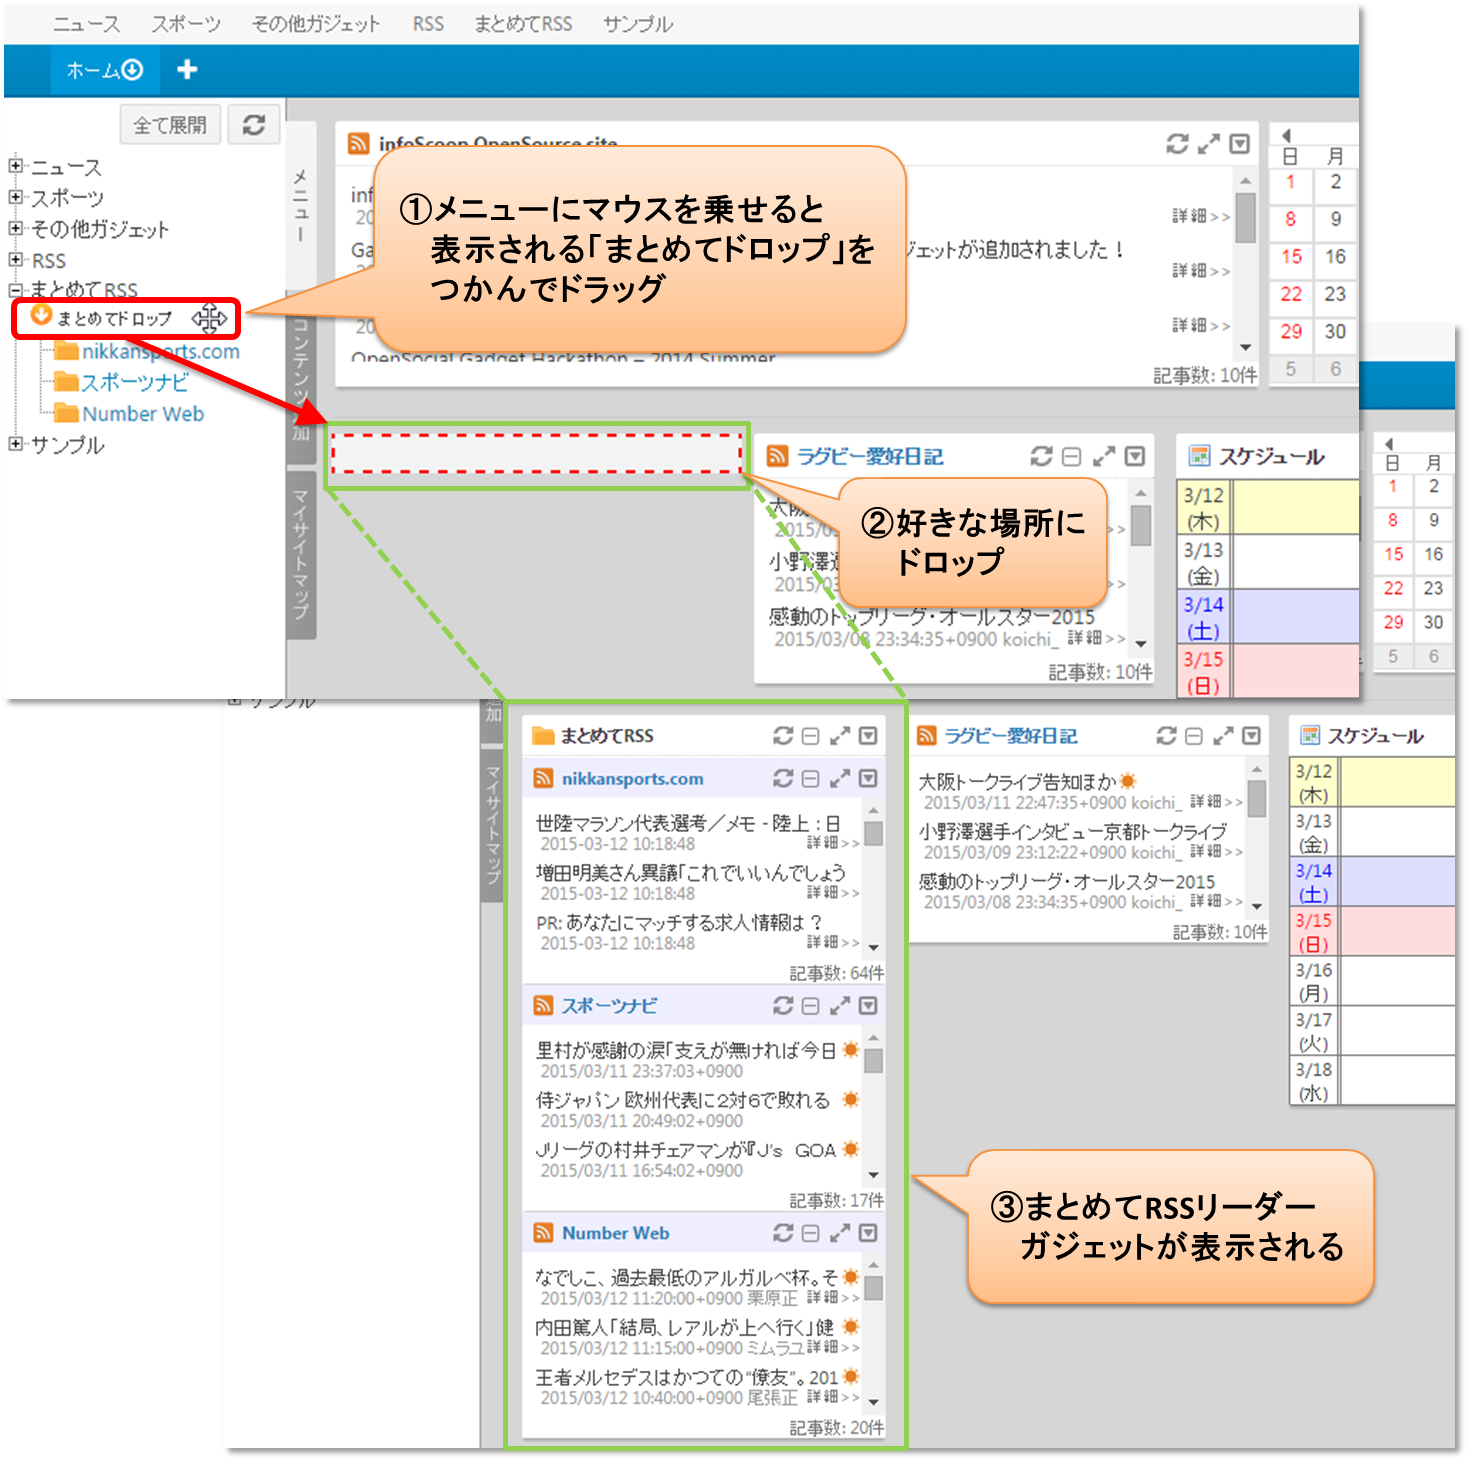 ニュース スポーツ その他ガジェット RSS まとめてRSS サンプル
ホーム
全て展開
ニュース
スポーツ
その他ガジェット
RSS
まとめてRSS
まとめてドロップ
nikkansports.com
スポーツナビ
Number Web
サンプル
メニュー
コンテンツ
加
マイサイトマップ
infoScoop OpenSource site
inf
20
詳細>>
Ga
ェットが追加されました！
詳細>>
20
詳細>>
OpenSocial Gadget Hackathon – 2014 Summer
記事数: 10件
①メニューにマウスを乗せると
表示される「まとめてドロップ」を
つかんでドラッグ
日 月
1 2
8 9
15 16
22 23
29 30
5 6
ラグビー愛好日記
大阪
2015/03
>>
小野澤選
2015/03
>>
感動のトップリーグ・オールスター2015
2015/03/08 23:34:35+0900 koichi_ 詳細>>
記事数: 10件
②好きな場所に
ドロップ
スケジュール
3/12
(木)
3/13
(金)
3/14
(土)
3/15
(日)
日 月
1 2
8 9
15 16
22 23
29 30
5 6
サンプル
追加
マイサイトマップ
まとめてRSS
nikkansports.com
世陸マラソン代表選考／メモ - 陸上 : 日
2015-03-12 10:18:48 詳細>>
増田明美さん異議「これでいいんでしょう
2015-03-12 10:18:48 詳細>>
PR: あなたにマッチする求人情報は？
2015-03-12 10:18:48 詳細>>
記事数: 64件
スポーツナビ
里村が感謝の涙「支えが無ければ今日
2015/03/11 23:37:03+0900
侍ジャパン 欧州代表に２対６で敗れる
2015/03/11 20:49:02+0900
Jリーグの村井チェアマンが『J's GOA
2015/03/11 16:54:02+0900
記事数: 17件
Number Web
なでしこ、過去最低のアルガルベ杯。そ
2015/03/12 11:20:00+0900 栗原正 詳細>>
内田篤人「結局、レアルが上へ行く」健
2015/03/12 11:15:00+0900 ミムラユ 詳細>>
王者メルセデスはかつての“僚友”。201
2015/03/12 10:40:00+0900 尾張正 詳細>>
記事数: 20件
ラグビー愛好日記
大阪トークライブ告知ほか
2015/03/11 22:47:35+0900 koichi_ 詳細>>
小野澤選手インタビュー京都トークライブ
2015/03/09 23:12:22+0900 koichi_ 詳細>>
感動のトップリーグ・オールスター2015
2015/03/08 23:34:35+0900 koichi_ 詳細>>
記事数: 10件
スケジュール
3/12
(木)
3/13
(金)
3/14
(土)
3/15
(日)
3/16
(月)
3/17
(火)
3/18
(水)
③まとめてRSSリーダー
ガジェットが表示される